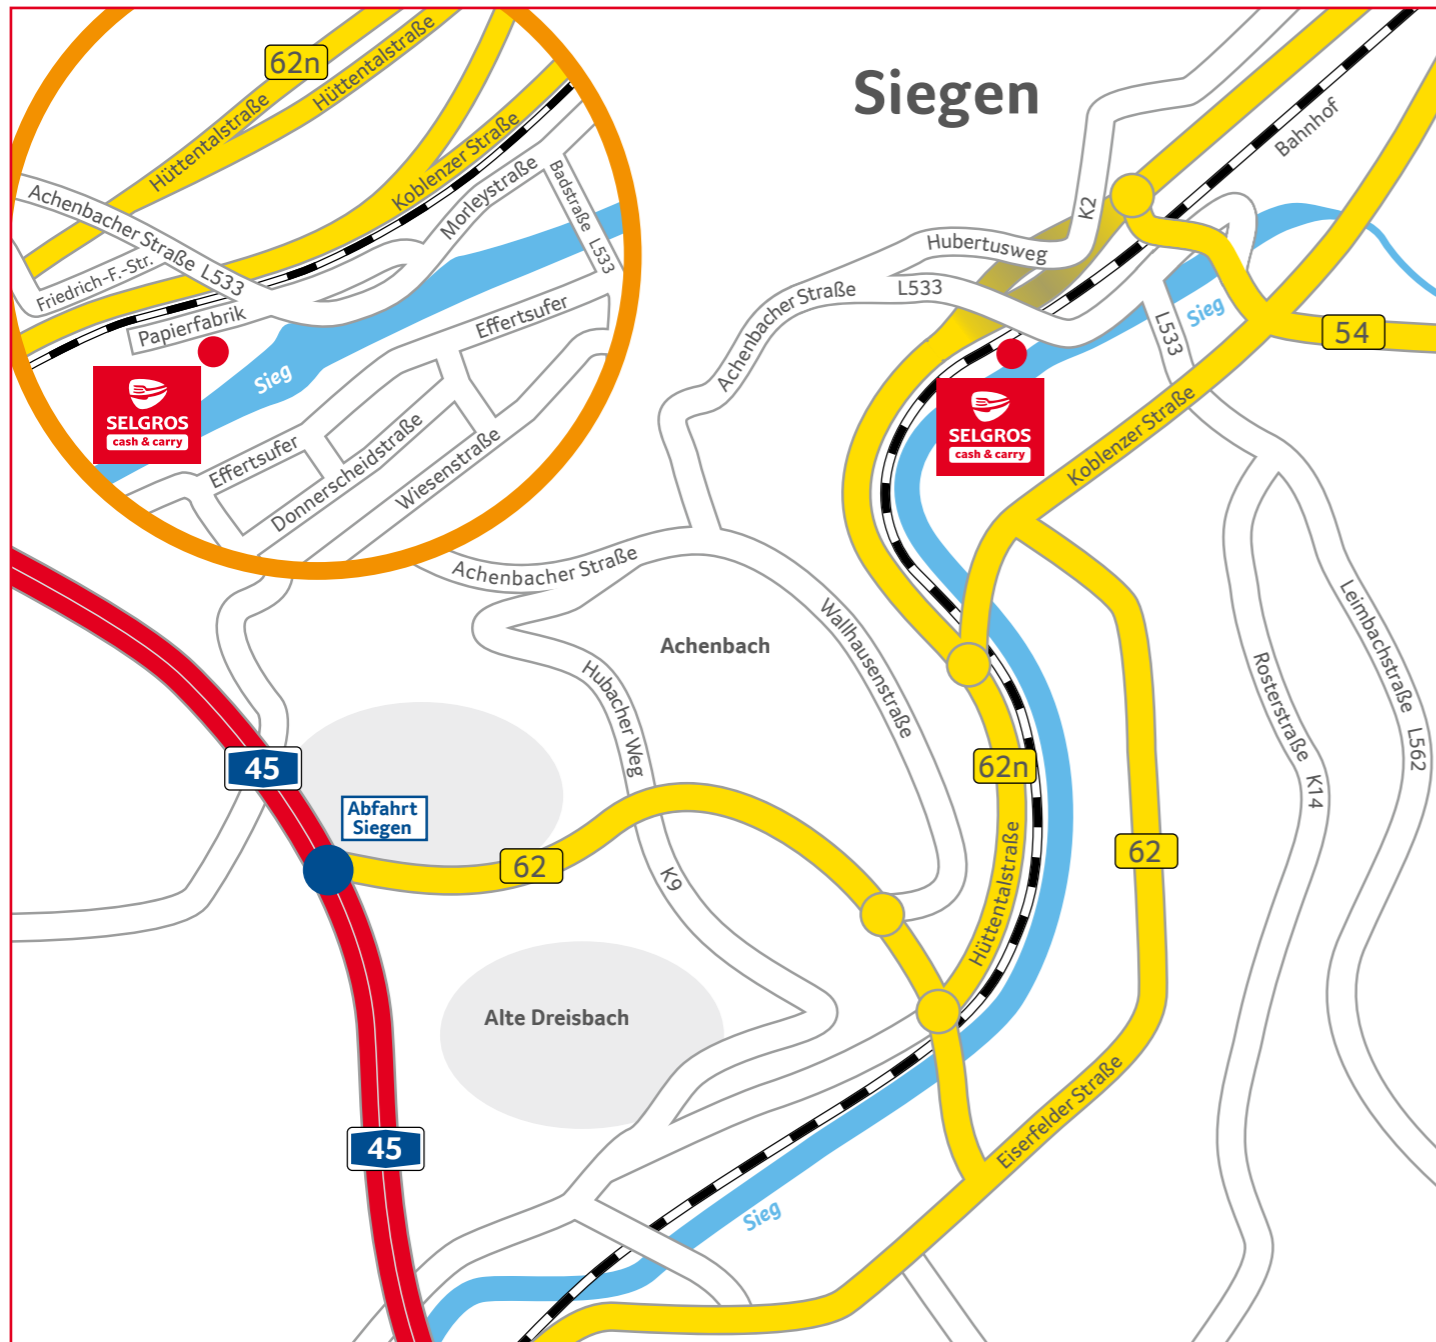 62n
Hüttentalstraße
Hüttentalstraße
Koblenzer Straße
Morleystraße
Badstraße L533
Achenbacher Straße L533
Friedrich-F.-Str.
Papierfabrik
Effertsufer
Sieg
SELGROS
cash & carry
Effertsufer
Donnerscheidstraße
Wiesenstraße
Siegen
Bahnhof
K2
Hubertusweg
Achenbacher Straße L533
L533
Sieg
54
SELGROS
cash & carry
Koblenzer Straße
Achenbacher Straße
Achenbach
Wallhausenstraße
Hubacher Weg
Leimbachstraße L562
Rosterstraße K14
45
Abfahrt
Siegen
62
62n
62
K9
Hüttentalstraße
Alte Dreisbach
45
Eiserfelder Straße
Sieg